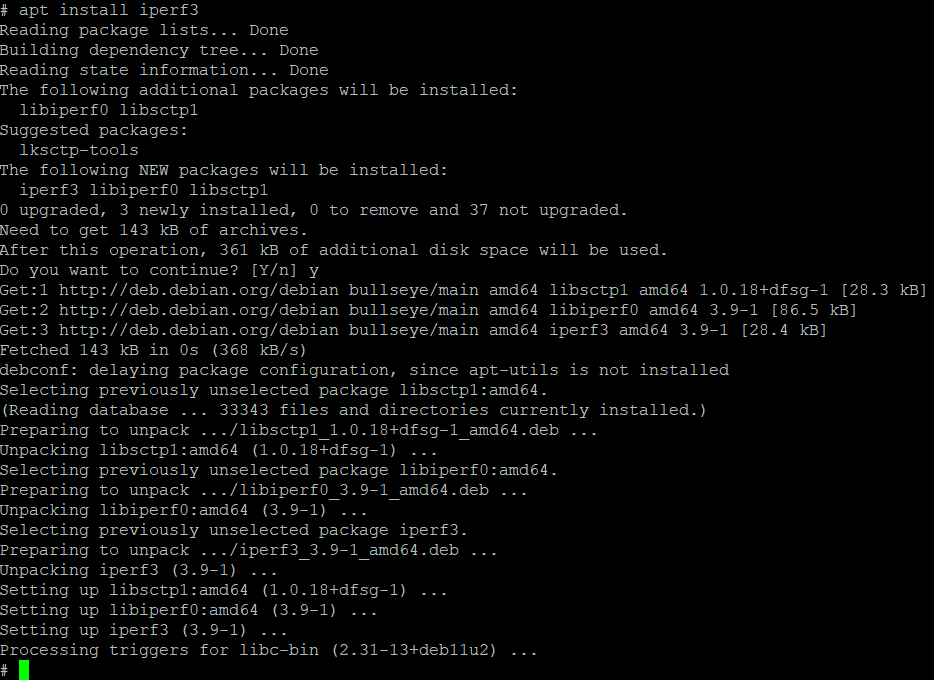 # apt install iperf3
Reading package lists... Done
Building dependency tree... Done
Reading state information... Done
The following additional packages will be installed:
  libiperf0 libsctp1
Suggested packages:
  lksctp-tools
The following NEW packages will be installed:
  iperf3 libiperf0 libsctp1
0 upgraded, 3 newly installed, 0 to remove and 37 not upgraded.
Need to get 143 kB of archives.
After this operation, 361 kB of additional disk space will be used.
Do you want to continue? [Y/n] y
Get:1 http://deb.debian.org/debian bullseye/main amd64 libsctp1 amd64 1.0.18+dfsg-1 [28.3 kB]
Get:2 http://deb.debian.org/debian bullseye/main amd64 libiperf0 amd64 3.9-1 [86.5 kB]
Get:3 http://deb.debian.org/debian bullseye/main amd64 iperf3 amd64 3.9-1 [28.4 kB]
Fetched 143 kB in 0s (368 kB/s)
debconf: delaying package configuration, since apt-utils is not installed
Selecting previously unselected package libsctp1:amd64.
(Reading database ... 33343 files and directories currently installed.)
Preparing to unpack .../libsctp1_1.0.18+dfsg-1_amd64.deb ...
Unpacking libsctp1:amd64 (1.0.18+dfsg-1) ...
Selecting previously unselected package libiperf0:amd64.
Preparing to unpack .../libiperf0_3.9-1_amd64.deb ...
Unpacking libiperf0:amd64 (3.9-1) ...
Selecting previously unselected package iperf3.
Preparing to unpack .../iperf3_3.9-1_amd64.deb ...
Unpacking iperf3 (3.9-1) ...
Setting up libsctp1:amd64 (1.0.18+dfsg-1) ...
Setting up libiperf0:amd64 (3.9-1) ...
Setting up iperf3 (3.9-1) ...
Processing triggers for libc-bin (2.31-13+deb11u2) ...
#